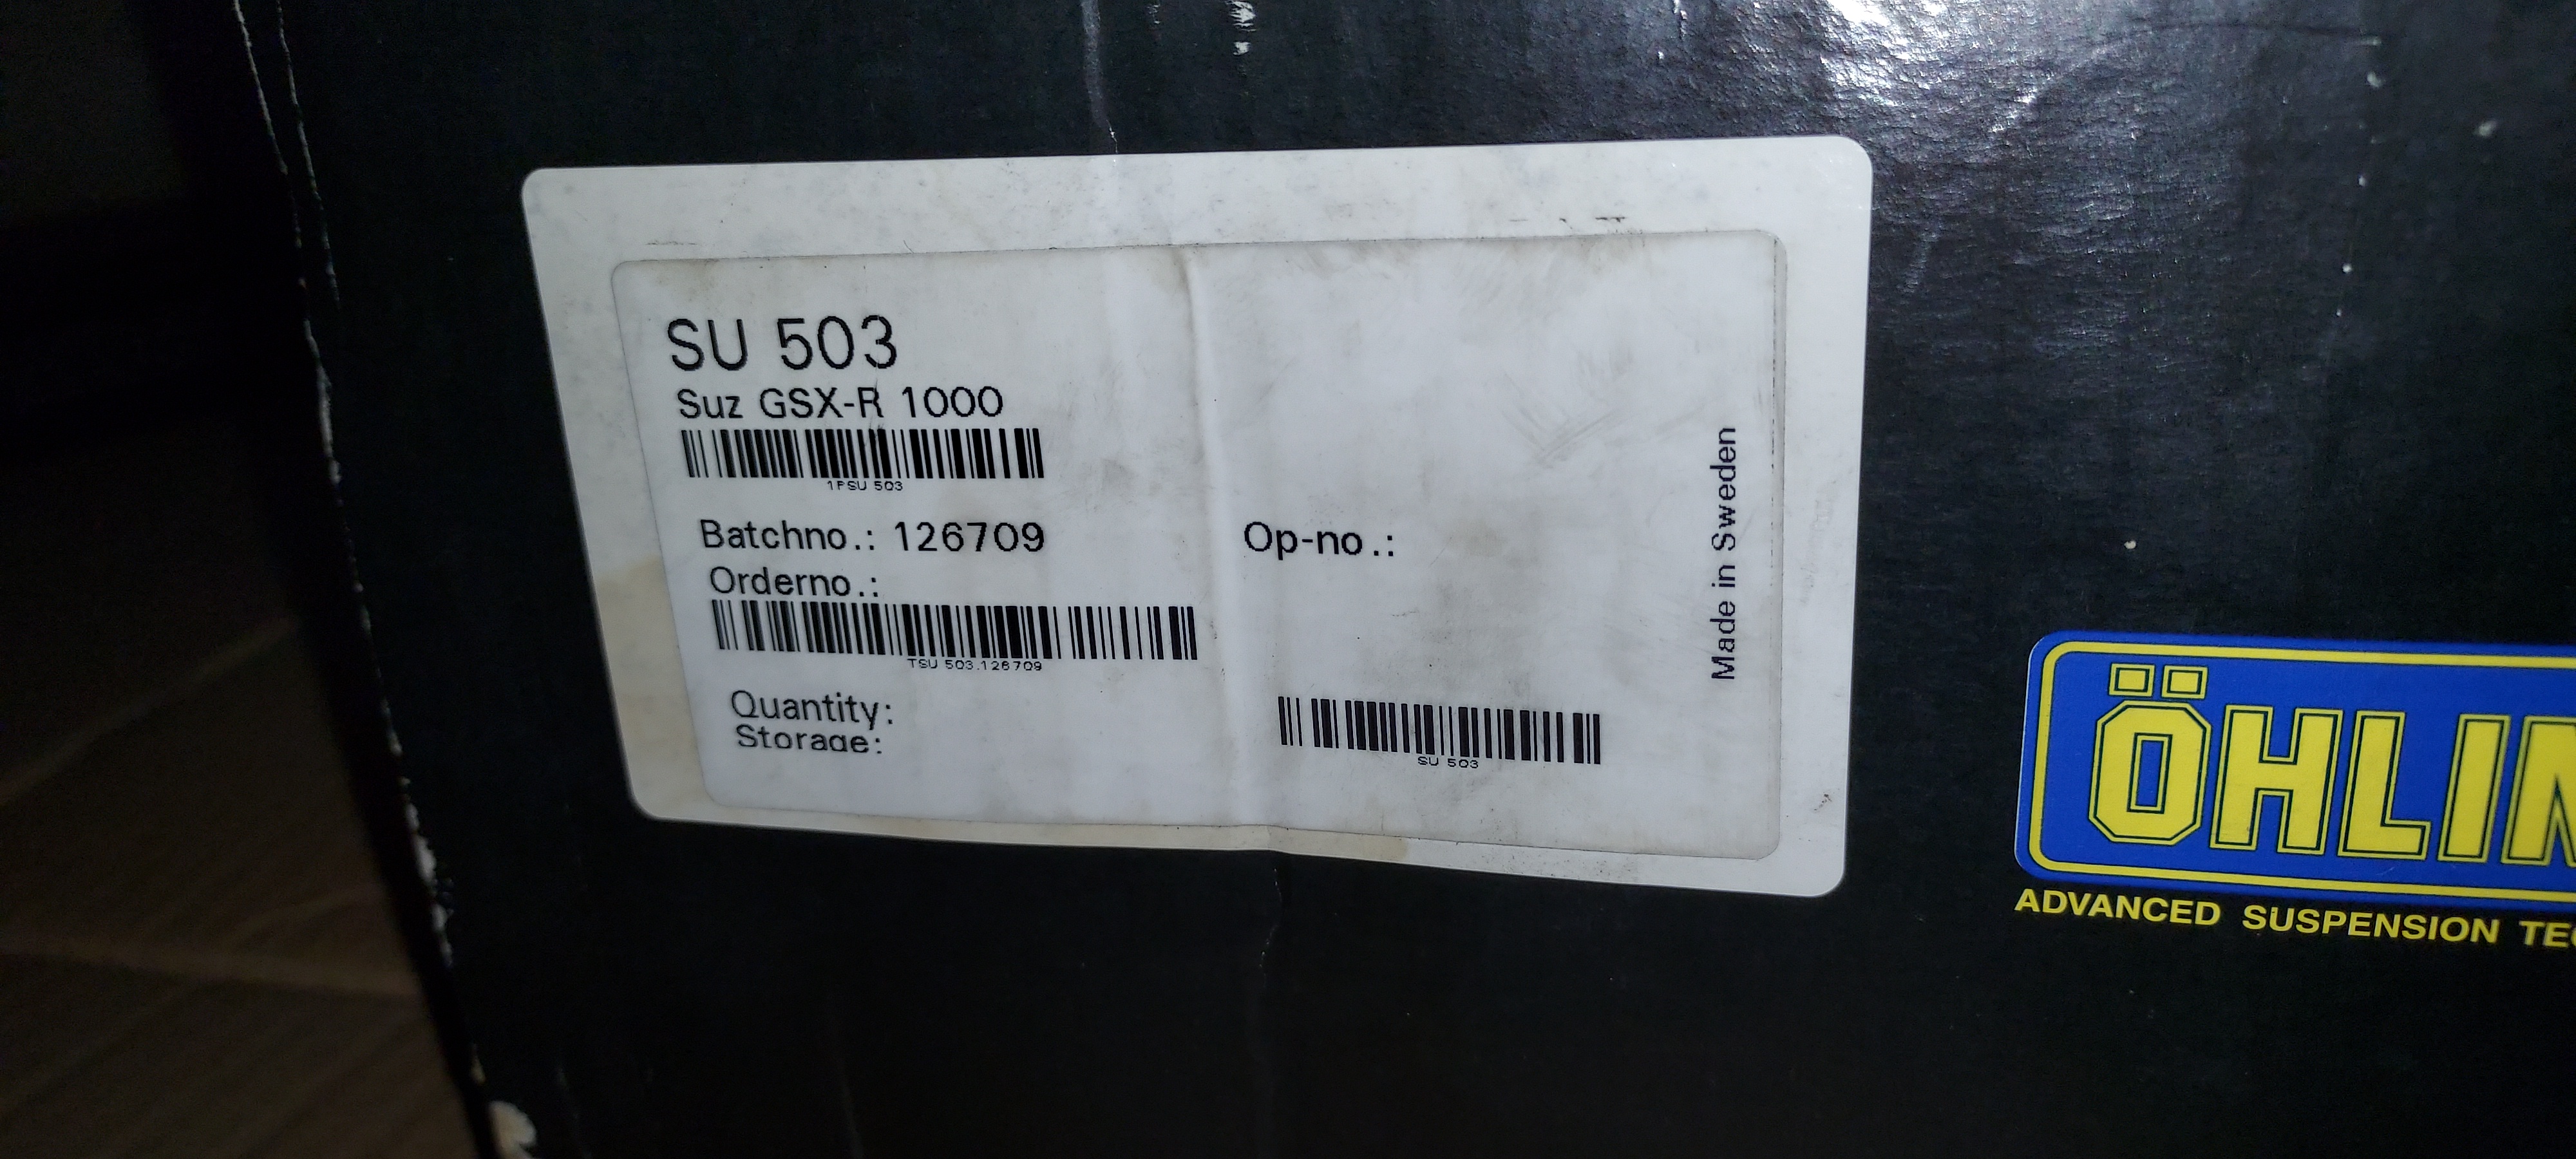 SU 503
Suz GSX-R 1000
1PSU 503
Batchno.: 126709
Op-no.:
Orderno.:
TSU 503.126709
Quantity:
Storage:
SU 503
Made in Sweden
ÖHLIN
ADVANCED SUSPENSION TEC